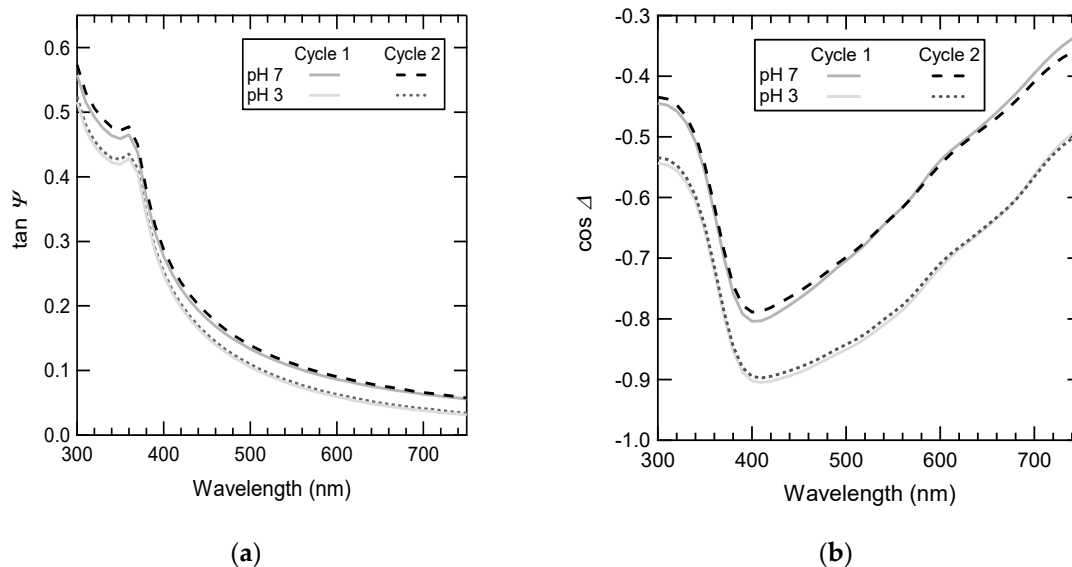 0.6
0.5
0.4
0.3
0.2
0.1
0.0
tan Ψ
Cycle 1 Cycle 2
pH 7
pH 3
300 400 500 600 700
Wavelength (nm)
(a)
-0.3
-0.4
-0.5
-0.6
-0.7
-0.8
-0.9
-1.0
cos Δ
Cycle 1 Cycle 2
pH 7
pH 3
300 400 500 600 700
Wavelength (nm)
(b)